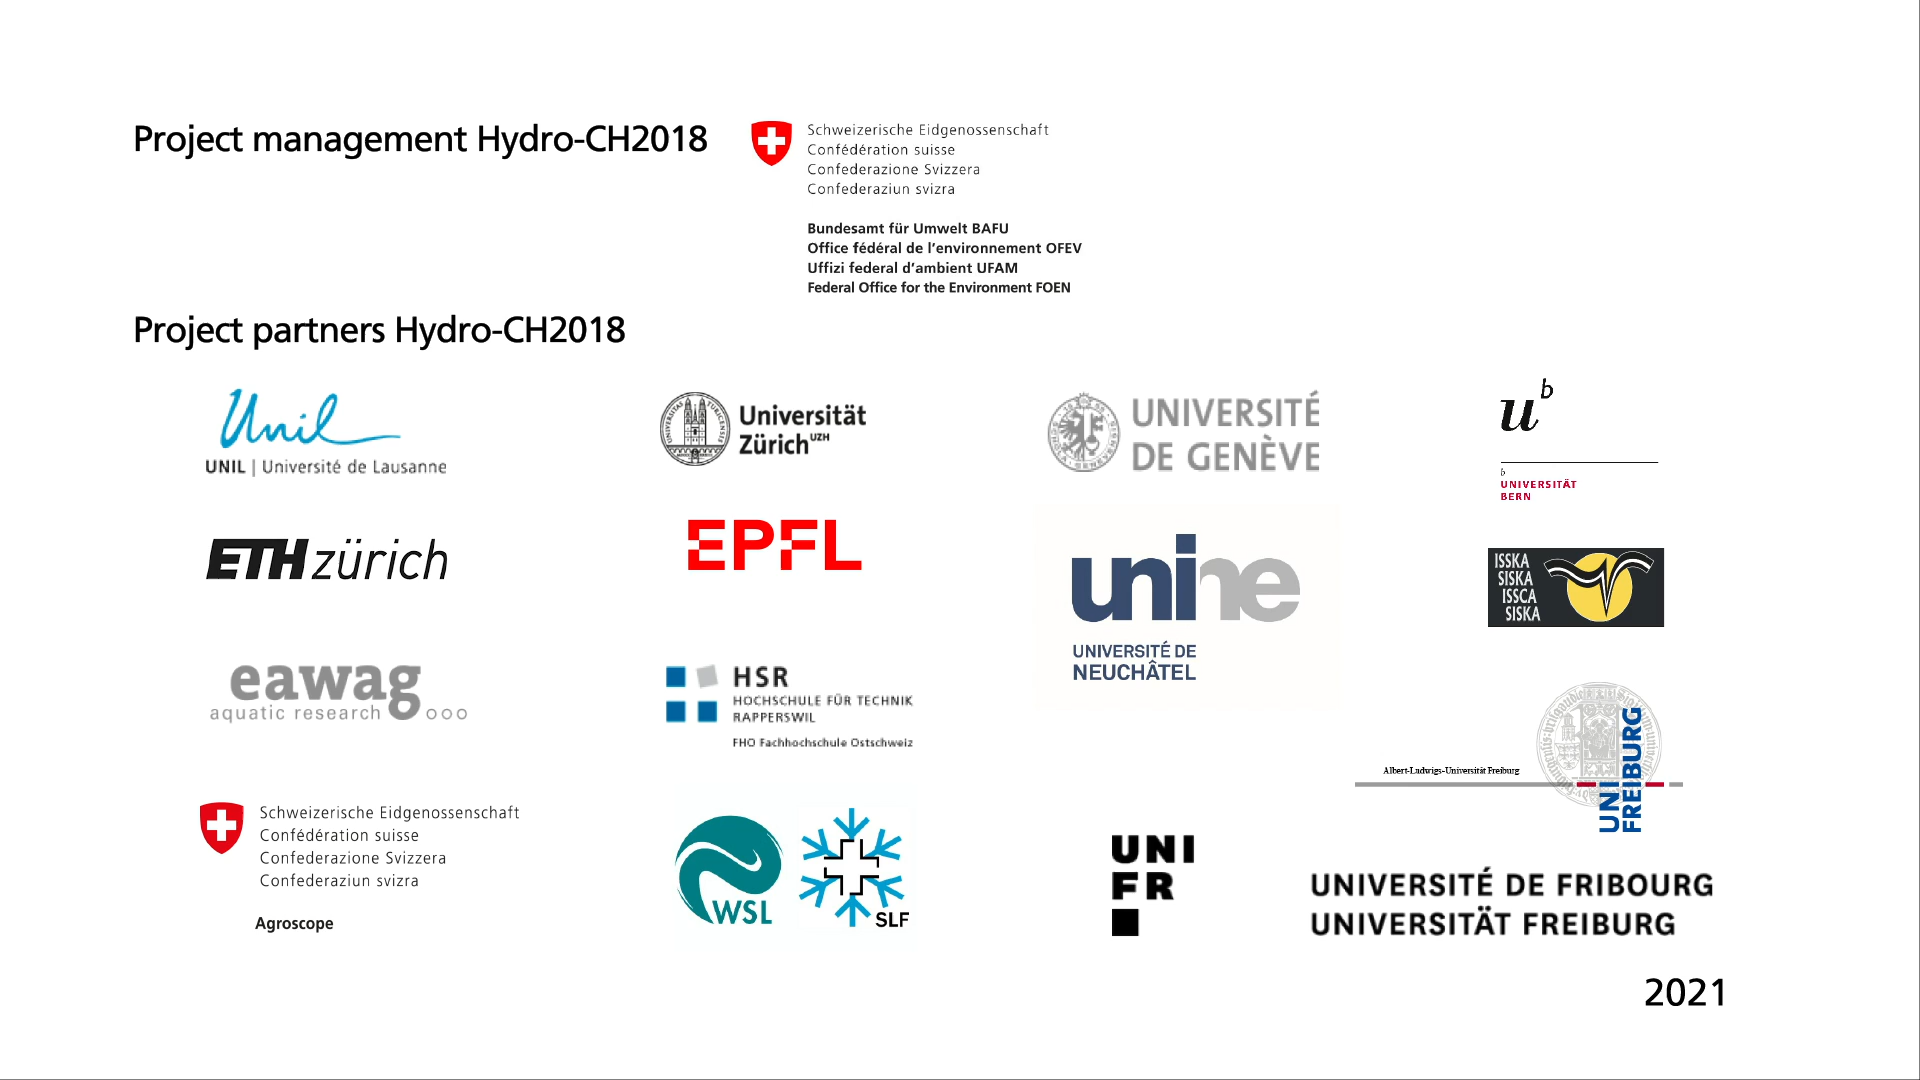 Project management Hydro-CH2018
Schweizerische Eidgenossenschaft
Confédération suisse
Confederazione Svizzera
Confederaziun svizra
Bundesamt für Umwelt BAFU
Office fédéral de l'environnement OFEV
Uffizi federal d'ambient UFAM
Federal Office for the Environment FOEN
Project partners Hydro-CH2018
Unil
UNIL | Université de Lausanne
Universität
Zürich UZH
UNIVERSITÉ
DE GENÈVE
u b
b
UNIVERSITÄT
BERN
ETH zürich
EPFL
unine
UNIVERSITÉ DE
NEUCHÂTEL
ISSKA
SISKA
ISSCA
SISKA
eawag
aquatic research
HSR
HOCHSCHULE FÜR TECHNIK
RAPPERSWIL
FHO Fachhochschule Ostschweiz
Albert-Ludwigs-Universität Freiburg
UNI
FREIBURG
Schweizerische Eidgenossenschaft
Confédération suisse
Confederazione Svizzera
Confederaziun svizra
Agroscope
WSL
SLF
UNI
FR
UNIVERSITÉ DE FRIBOURG
UNIVERSITÄT FREIBURG
2021